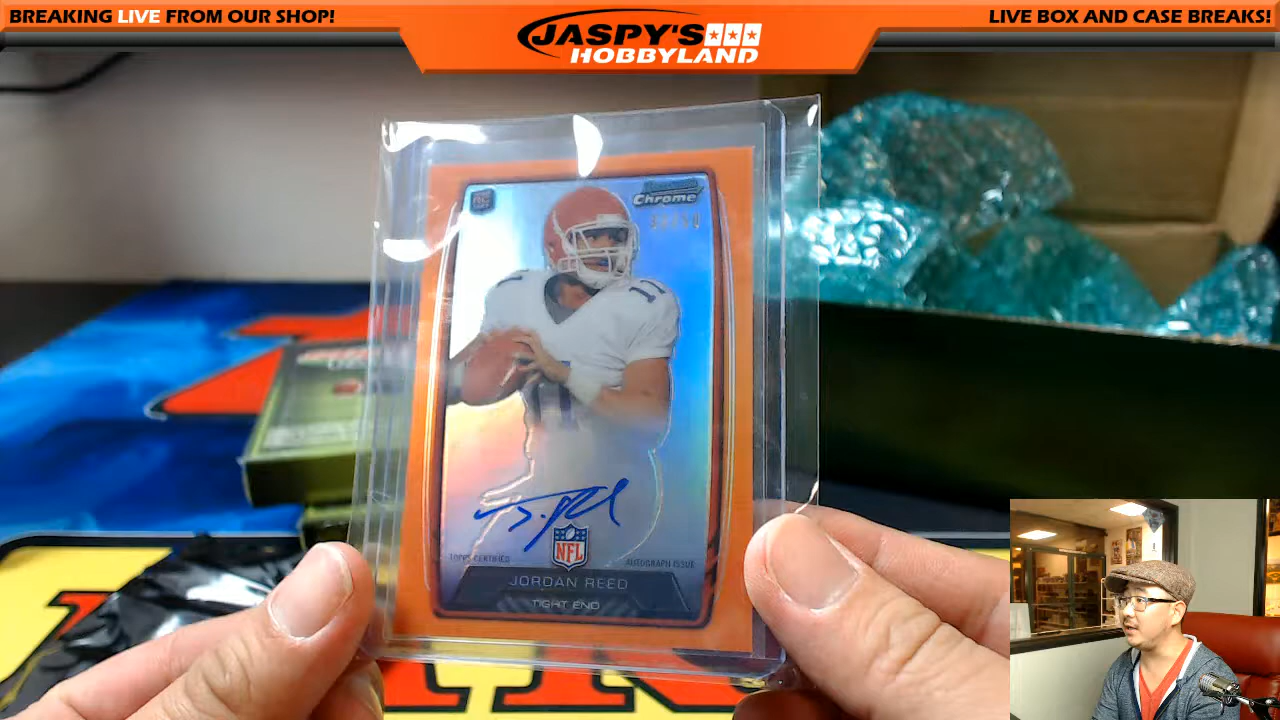 BREAKING LIVE FROM OUR SHOP!
JASPY'S
HOBBYLAND
LIVE BOX AND CASE BREAKS!
RC
Bowman
Chrome
11
TOPPS CERTIFIED
AUTOGRAPH ISSUE
NFL
JORDAN REED
TIGHT END